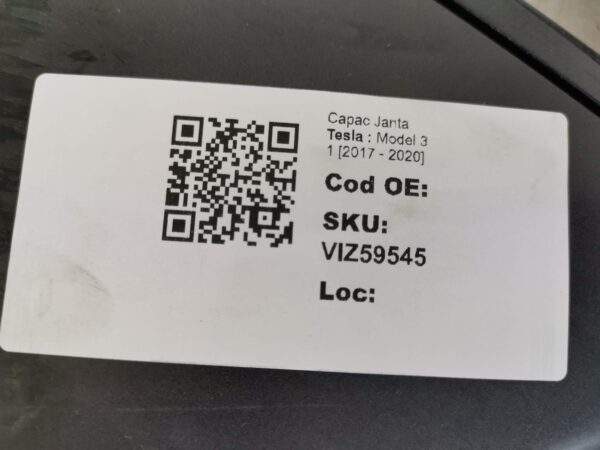 Capac Janta
Tesla : Model 3
1 [2017 - 2020]
Cod OE:
SKU:
VIZ59545
Loc: